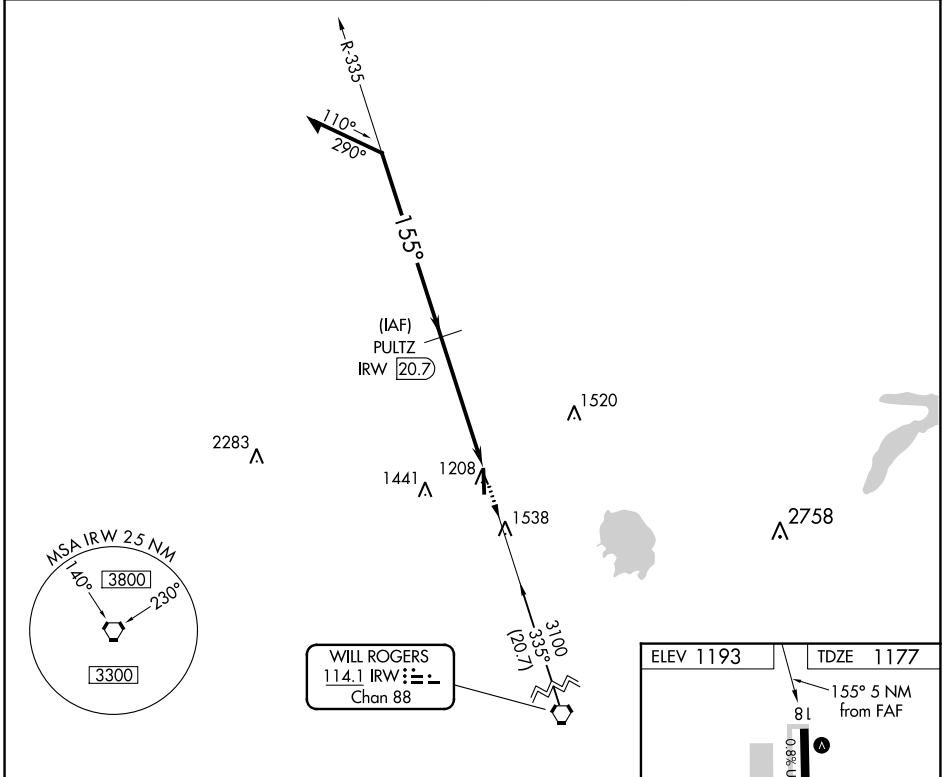 R-335
110°
290°
155°
(IAF)
PULTZ
IRW 20.7
1520
2283
1441
1208
1538
2758
MSA IRW 25 NM
140°
3800
230°
3300
WILL ROGERS
114.1 IRW
Chan 88
3100
335°
(20.7)
ELEV 1193
TDZE 1177
155° 5 NM
from FAF
18
0.8% U